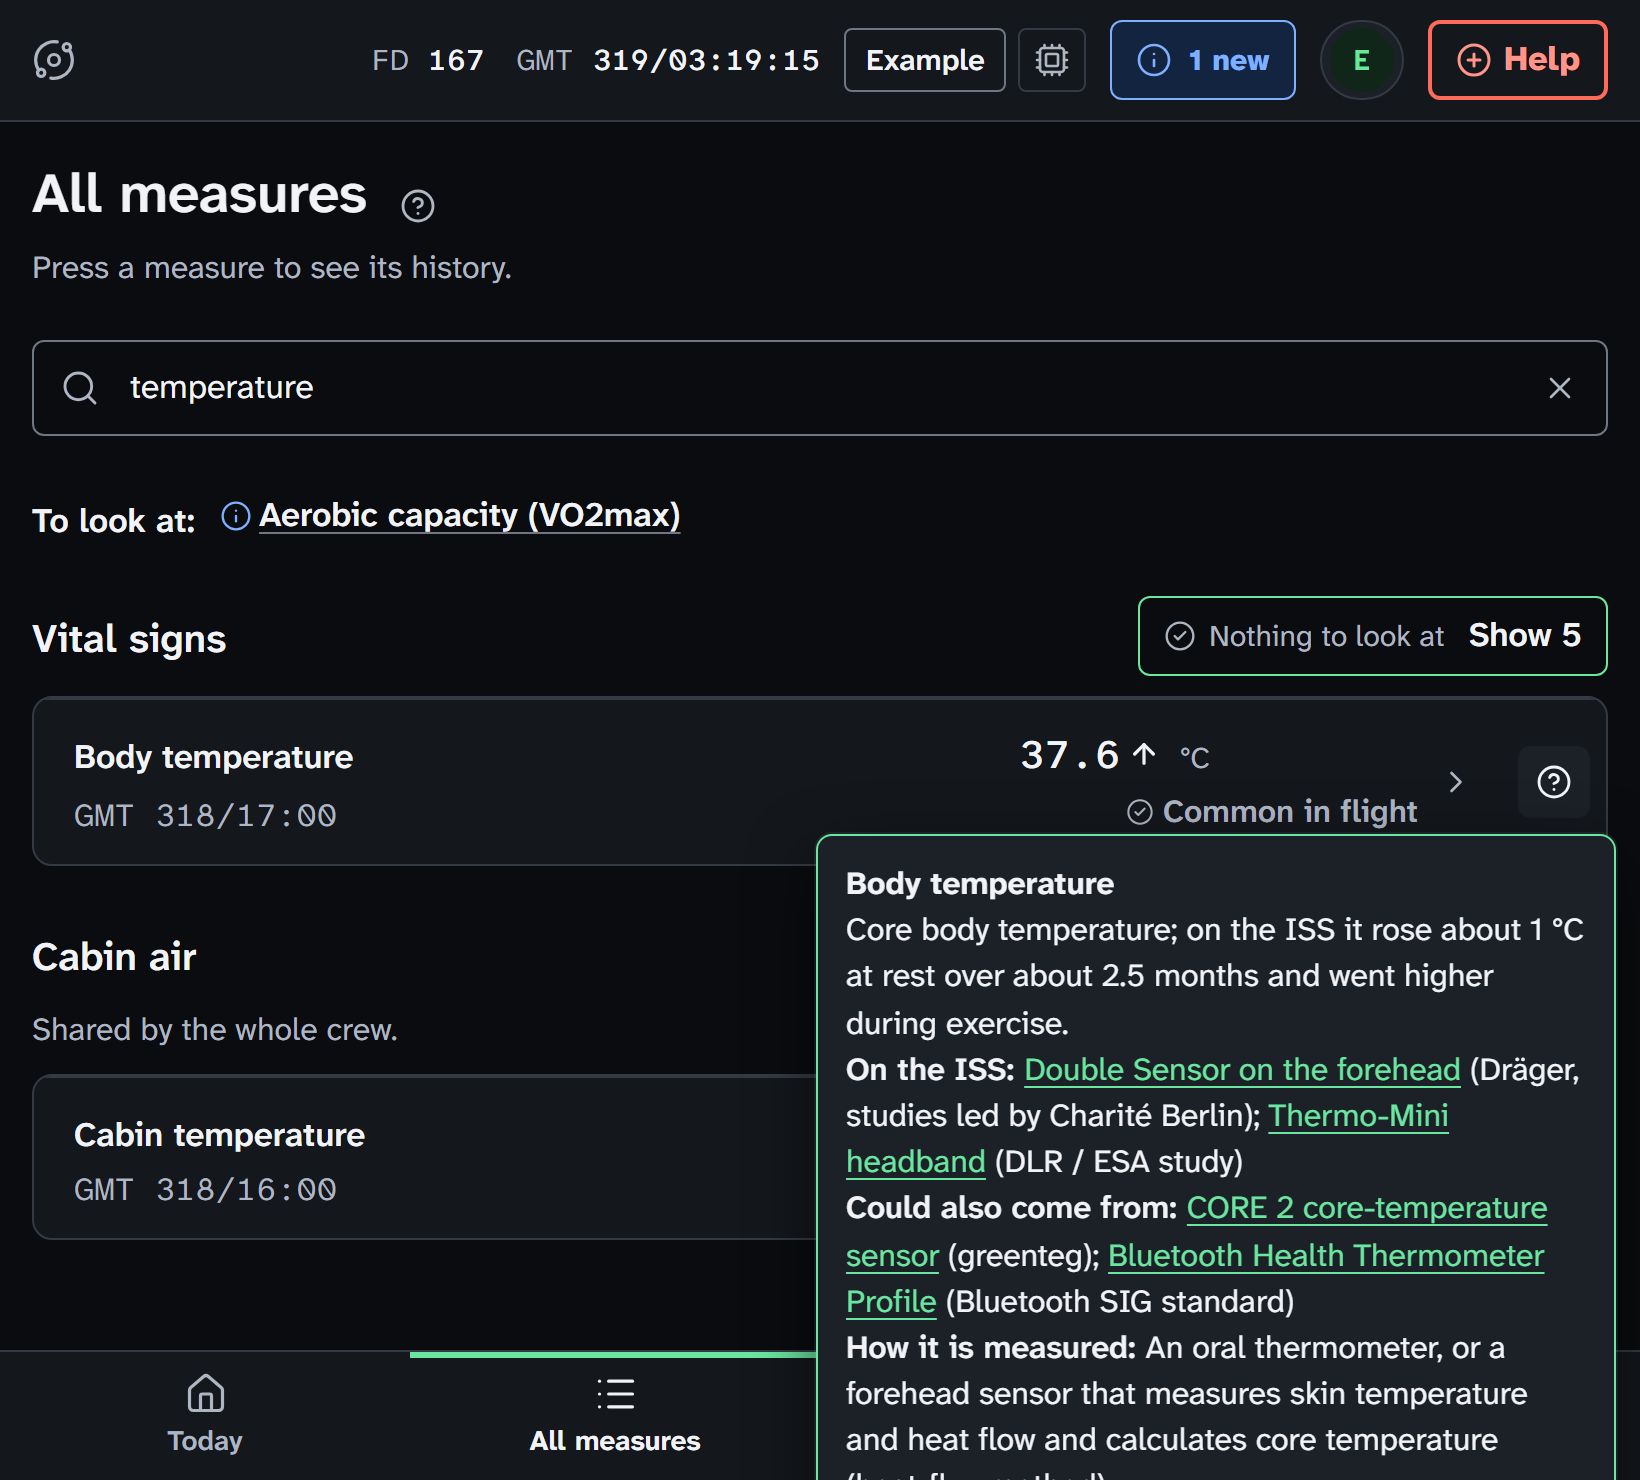 FD 167 GMT 319/03:19:15 Example 1 new E Help
All measures
Press a measure to see its history.
temperature
To look at: Aerobic capacity (VO2max)
Vital signs
Nothing to look at Show 5
Body temperature
37.6 °C
GMT 318/17:00
Common in flight
Cabin air
Shared by the whole crew.
Cabin temperature
GMT 318/16:00
Body temperature
Core body temperature; on the ISS it rose about 1 °C
at rest over about 2.5 months and went higher
during exercise.
On the ISS: Double Sensor on the forehead (Dräger,
studies led by Charité Berlin); Thermo-Mini
headband (DLR / ESA study)
Could also come from: CORE 2 core-temperature
sensor (greenteg); Bluetooth Health Thermometer
Profile (Bluetooth SIG standard)
How it is measured: An oral thermometer, or a
forehead sensor that measures skin temperature
and heat flow and calculates core temperature
Today
All measures